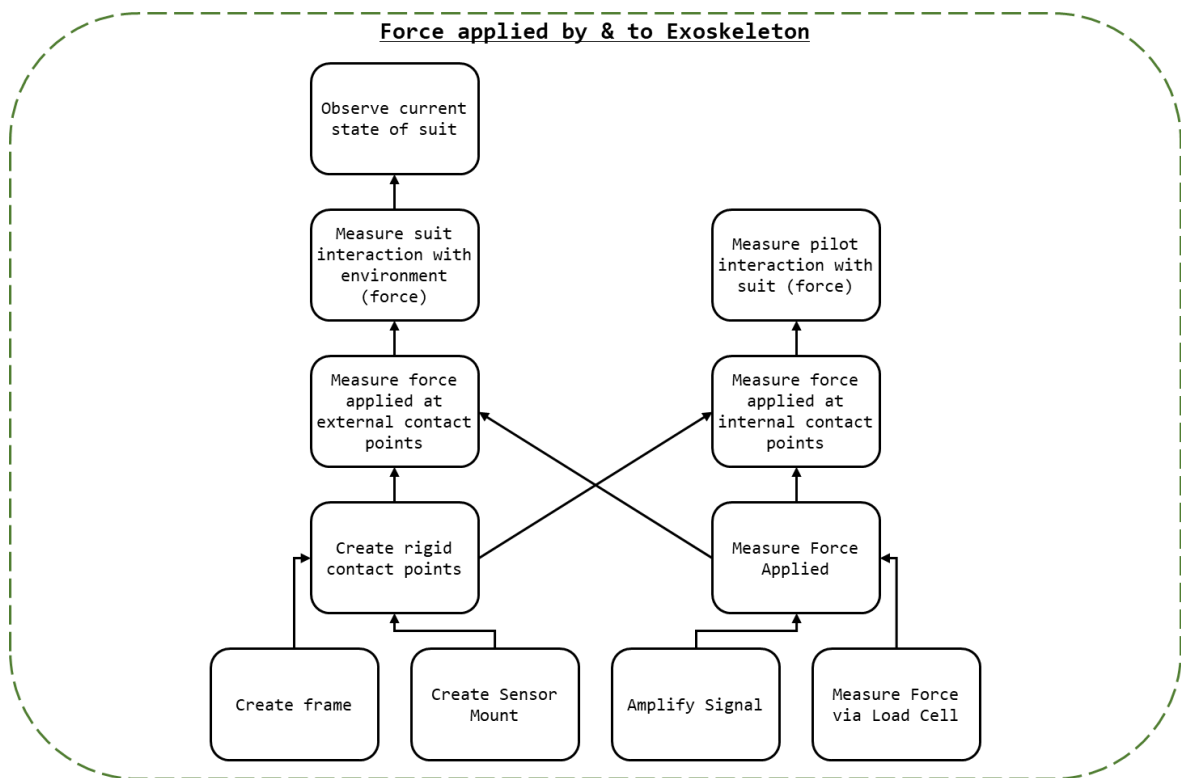 Force applied by & to Exoskeleton
Observe current
state of suit
Measure suit
interaction with
environment
(force)
Measure pilot
interaction with
suit (force)
Measure force
applied at
external contact
points
Measure force
applied at
internal contact
points
Create rigid
contact points
Measure Force
Applied
Create frame
Create Sensor
Mount
Amplify Signal
Measure Force
via Load Cell